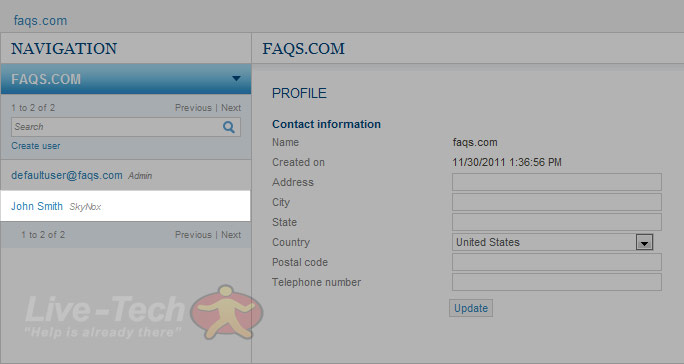 faqs.com
NAVIGATION
FAQS.COM
1 to 2 of 2 Previous | Next
Search
Create user
defaultuser@faqs.com Admin
John Smith SkyNox
1 to 2 of 2 Previous | Next
Live-Tech
"Help is already there"
FAQS.COM
PROFILE
Contact information
Name faqs.com
Created on 11/30/2011 1:36:56 PM
Address
City
State
Country United States
Postal code
Telephone number
Update